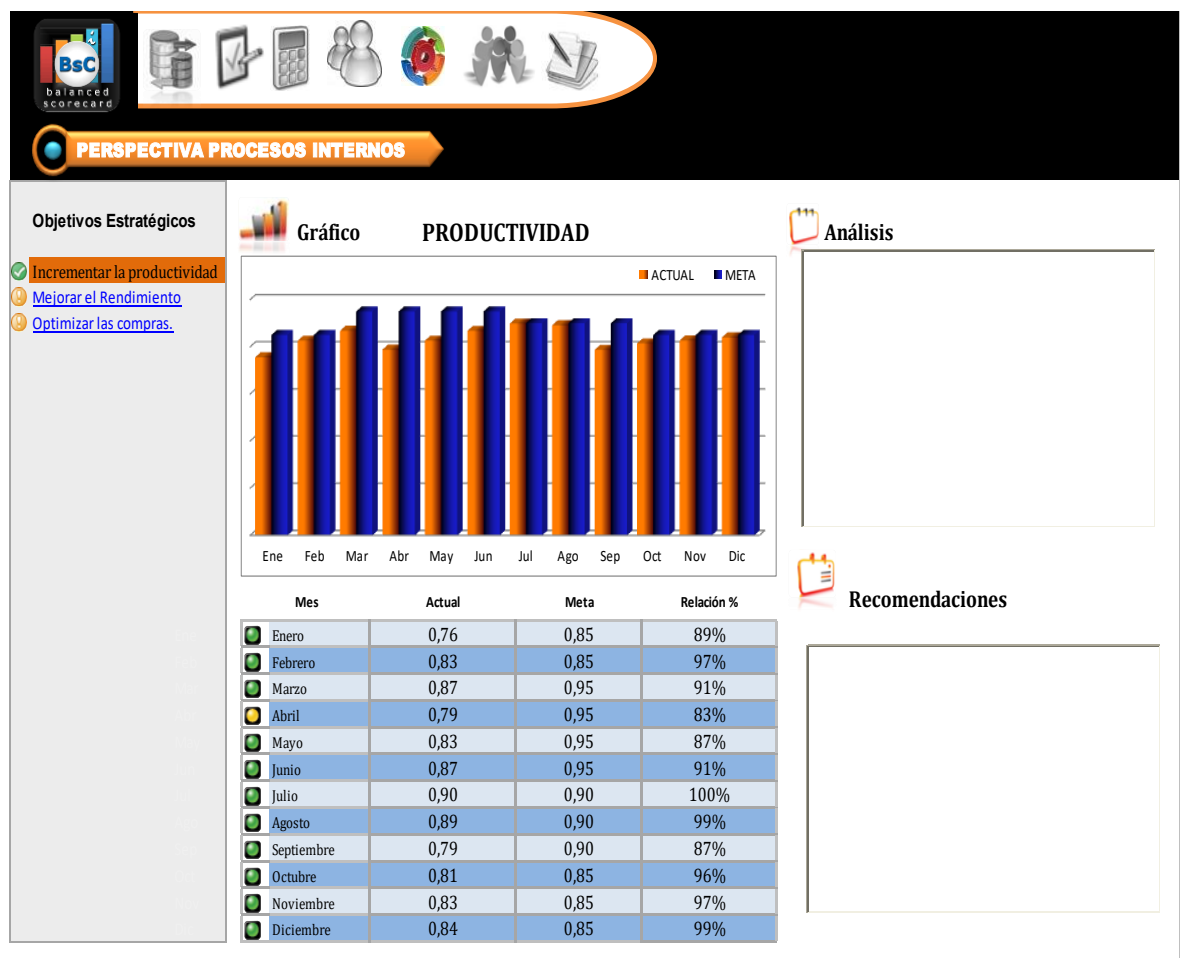 BsC
balanced
scorecard
PERSPECTIVA PROCESOS INTERNOS
Objetivos Estratégicos
Incrementar la productividad
Mejorar el Rendimiento
Optimizar las compras.
Gráfico PRODUCTIVIDAD
ACTUAL META
Ene Feb Mar Abr May Jun Jul Ago Sep Oct Nov Dic
Mes Actual Meta Relación %
Enero 0,76 0,85 89%
Febrero 0,83 0,85 97%
Marzo 0,87 0,95 91%
Abril 0,79 0,95 83%
Mayo 0,83 0,95 87%
Junio 0,87 0,95 91%
Julio 0,90 0,90 100%
Agosto 0,89 0,90 99%
Septiembre 0,79 0,90 87%
Octubre 0,81 0,85 96%
Noviembre 0,83 0,85 97%
Diciembre 0,84 0,85 99%
Análisis
Recomendaciones